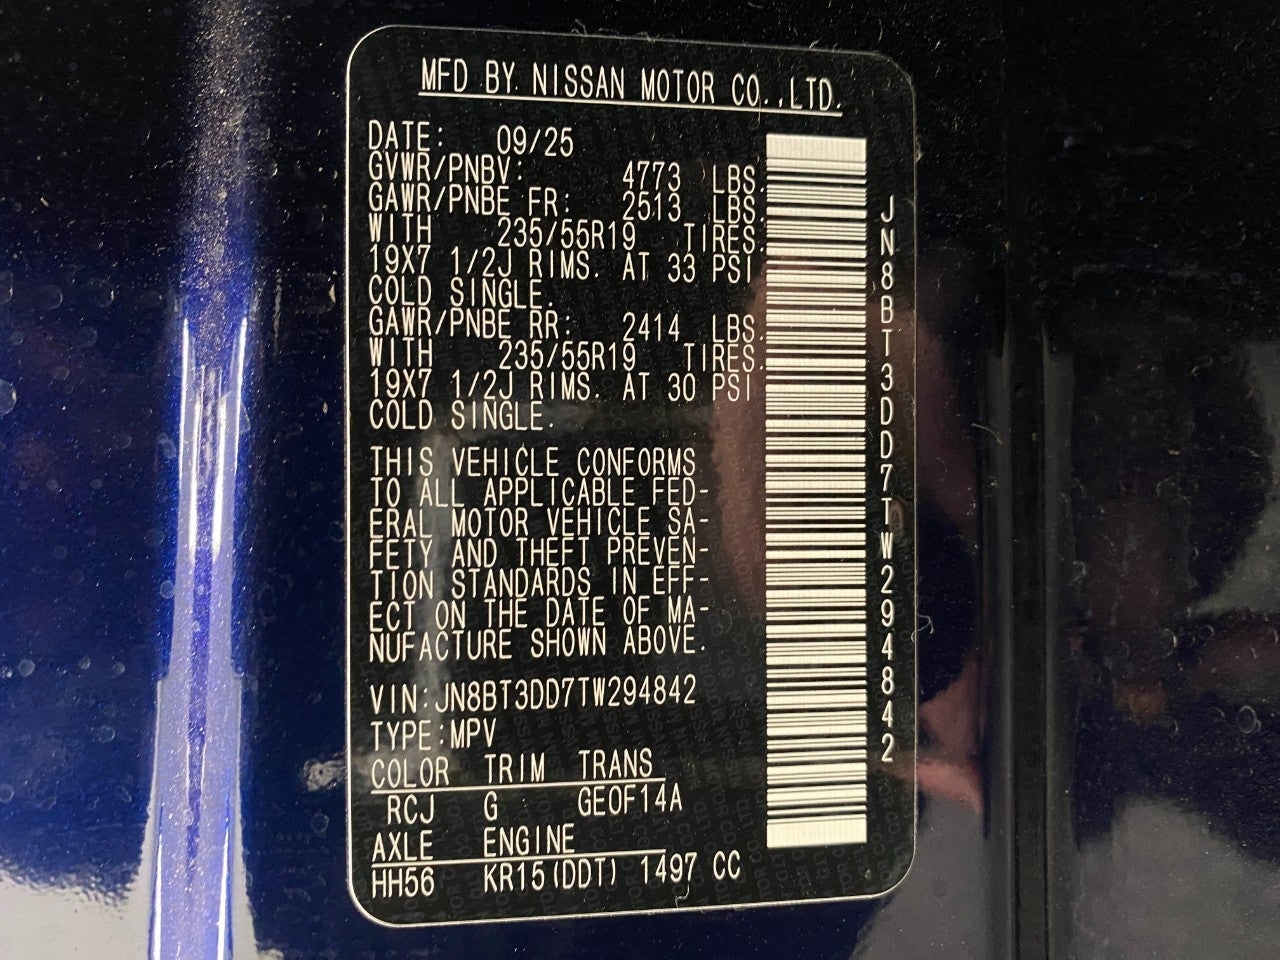 MFD BY NISSAN MOTOR CO.,LTD.
DATE: 09/25
GVWR/PNBV: 4773 LBS.
GAWR/PNBE FR: 2513 LBS.
WITH 235/55R19 TIRES.
19X7 1/2J RIMS. AT 33 PSI
COLD SINGLE.
GAWR/PNBE RR: 2414 LBS.
WITH 235/55R19 TIRES.
19X7 1/2J RIMS. AT 30 PSI
COLD SINGLE.
THIS VEHICLE CONFORMS
TO ALL APPLICABLE FED-
ERAL MOTOR VEHICLE SA-
FETY AND THEFT PREVEN-
TION STANDARDS IN EFF-
ECT ON THE DATE OF MA-
NUFACTURE SHOWN ABOVE.
VIN:JN8BT3DD7TW294842
TYPE:MPV
COLOR TRIM TRANS
RCJ G GE0F14A
AXLE ENGINE
HH56 KR15(DDT) 1497 CC
JN8BT3DD7TW294842